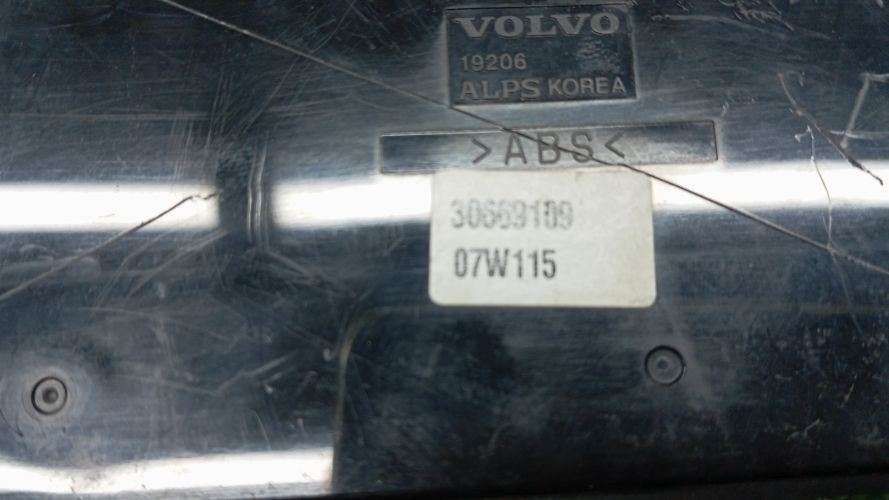 VOLVO
19206
ALPS KOREA
>ABS<
30669109
07W115